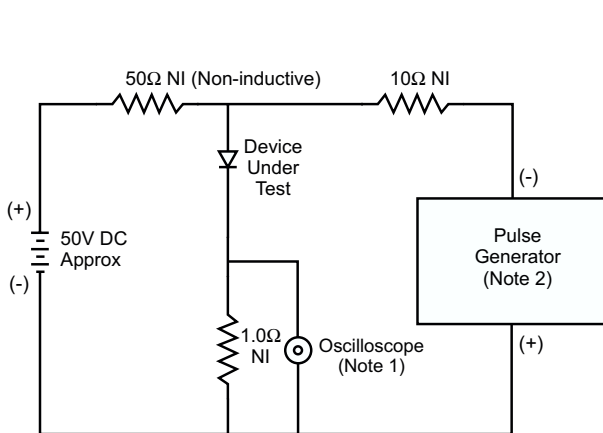 50Ω NI (Non-inductive)
10Ω NI
Device
Under
Test
(-)
(+)
50V DC
Approx
(-)
Pulse
Generator
(Note 2)
1.0Ω
NI
Oscilloscope
(Note 1)
(+)